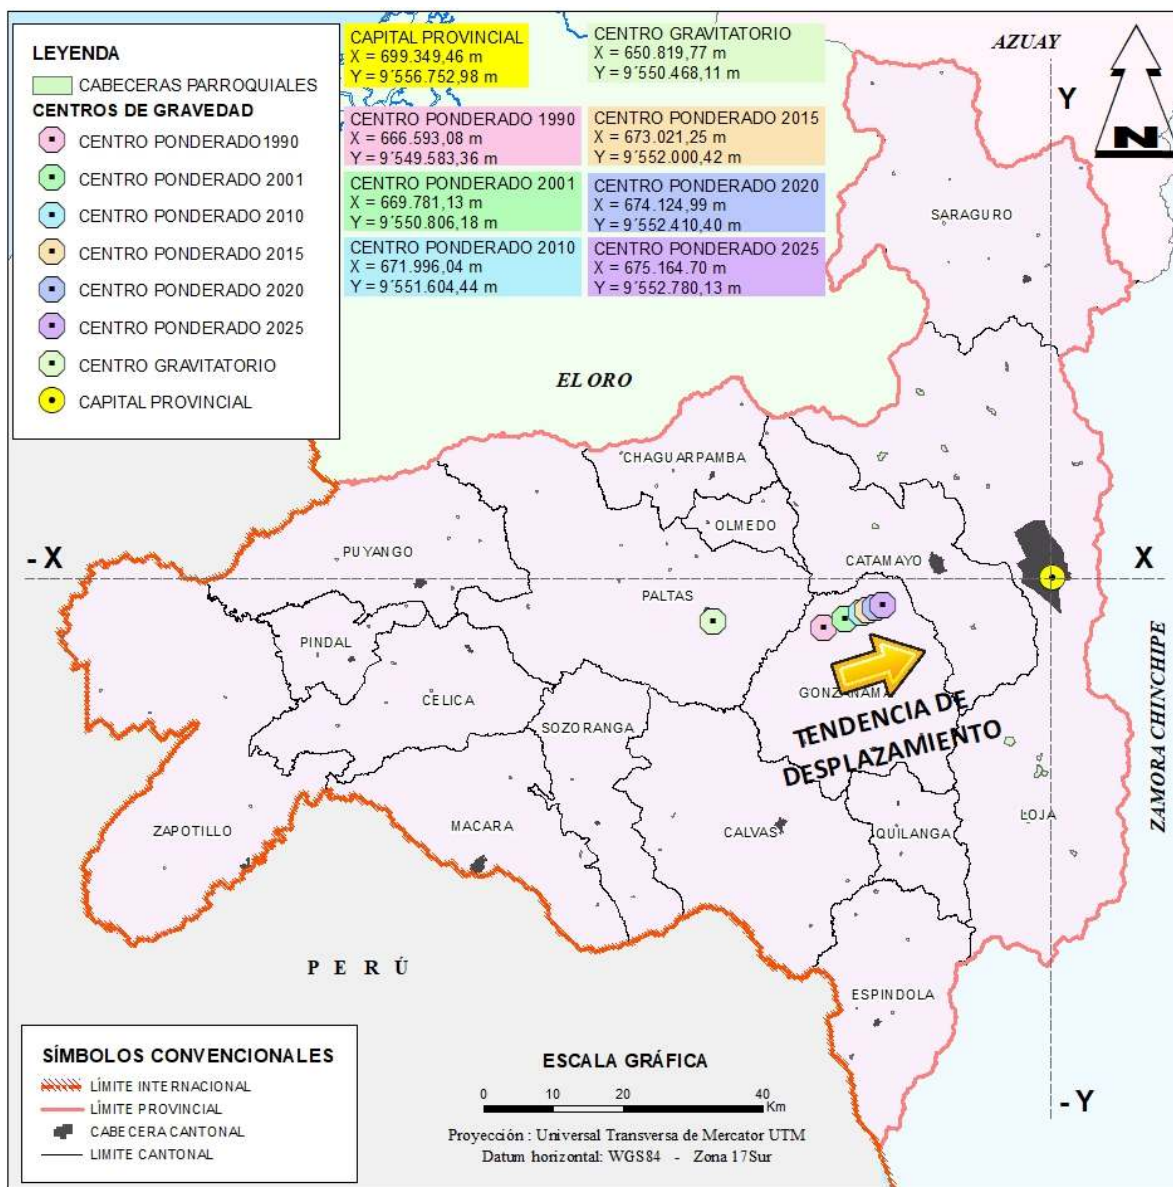 LEYENDA
CABECERAS PARROQUIALES
CENTROS DE GRAVEDAD
CENTRO PONDERADO1990
CENTRO PONDERADO 2001
CENTRO PONDERADO 2010
CENTRO PONDERADO 2015
CENTRO PONDERADO 2020
CENTRO PONDERADO 2025
CENTRO GRAVITATORIO
CAPITAL PROVINCIAL
CAPITAL PROVINCIAL
X = 699.349,46 m
Y = 9´556.752,98 m
CENTRO GRAVITATORIO
X = 650.819,77 m
Y = 9´550.468,11 m
CENTRO PONDERADO 1990
X = 666.593,08 m
Y = 9´549.583,36 m
CENTRO PONDERADO 2015
X = 673.021,25 m
Y = 9´552.000,42 m
CENTRO PONDERADO 2001
X = 669.781,13 m
Y = 9´550.806,18 m
CENTRO PONDERADO 2020
X = 674.124,99 m
Y = 9´552.410,40 m
CENTRO PONDERADO 2010
X = 671.996,04 m
Y = 9´551.604,44 m
CENTRO PONDERADO 2025
X = 675.164.70 m
Y = 9´552.780,13 m
AZUAY
Y
N
SARAGURO
EL ORO
CHAGUARPAMBA
OLMEDO
PUYANGO
CATAMAYO
- X
X
PALTAS
PINDAL
CELICA
SOZORANGA
GONZANAMA
TENDENCIA DE
DESPLAZAMIENTO
ZAMORA CHINCHIPE
ZAPOTILLO
MACARA
CALVAS
QUILANGA
LOJA
PERÚ
ESPINDOLA
SÍMBOLOS CONVENCIONALES
LÍMITE INTERNACIONAL
LÍMITE PROVINCIAL
CABECERA CANTONAL
LIMITE CANTONAL
ESCALA GRÁFICA
0 10 20 40
Km
Proyección : Universal Transversa de Mercator UTM
Datum horizontal: WGS84 - Zona 17Sur
- Y